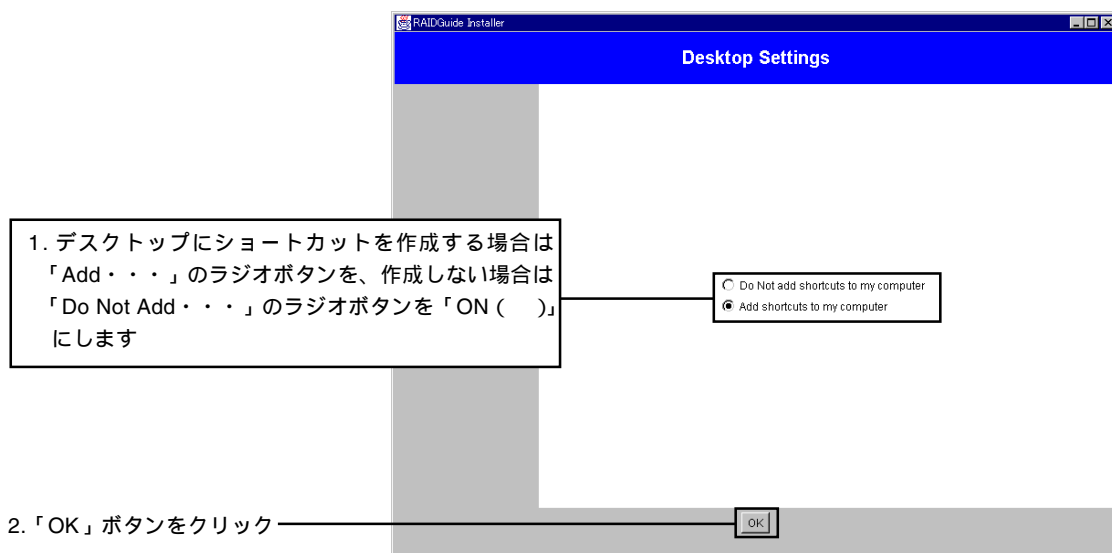 RAIDGuide Installer
Desktop Settings
1. デスクトップにショートカットを作成する場合は
「Add・・・」のラジオボタンを、作成しない場合は
「Do Not Add・・・」のラジオボタンを「ON (　)」
にします
Do Not add shortcuts to my computer
Add shortcuts to my computer
2.「OK」ボタンをクリック
OK